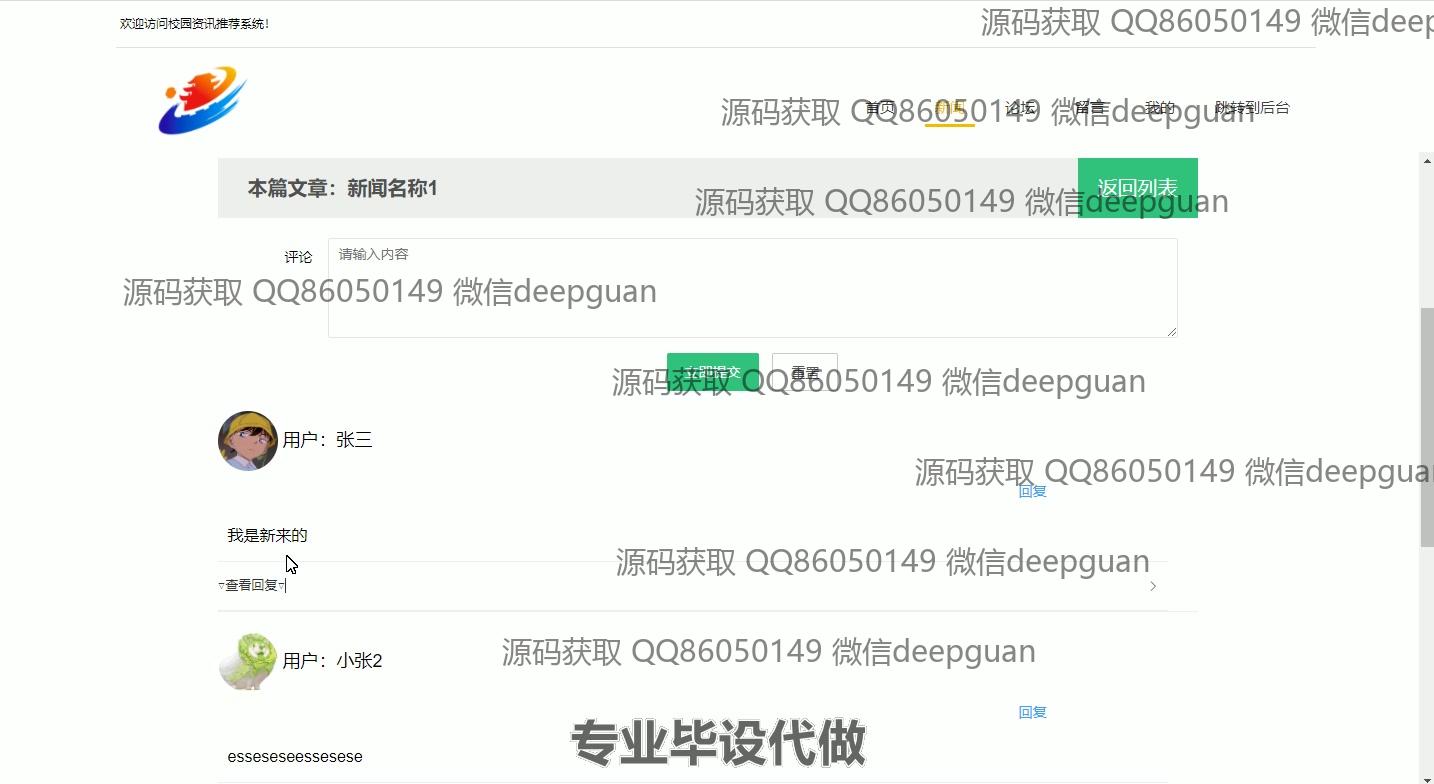 欢迎访问校园资讯推荐系统!
源码获取 QQ86050149 微信deep
首页 新闻 论坛 留言 我的 跳转到后台
源码获取 QQ86050149 微信deepguan
本篇文章：新闻名称1
返回列表
源码获取 QQ86050149 微信deepguan
评论
请输入内容
源码获取 QQ86050149 微信deepguan
立即提交 重置
源码获取 QQ86050149 微信deepguan
用户：张三
源码获取 QQ86050149 微信deepguan
回复
我是新来的
源码获取 QQ86050149 微信deepguan
▽查看回复▽
源码获取 QQ86050149 微信deepguan
用户：小张2
回复
专业毕设代做
esseseseessesese